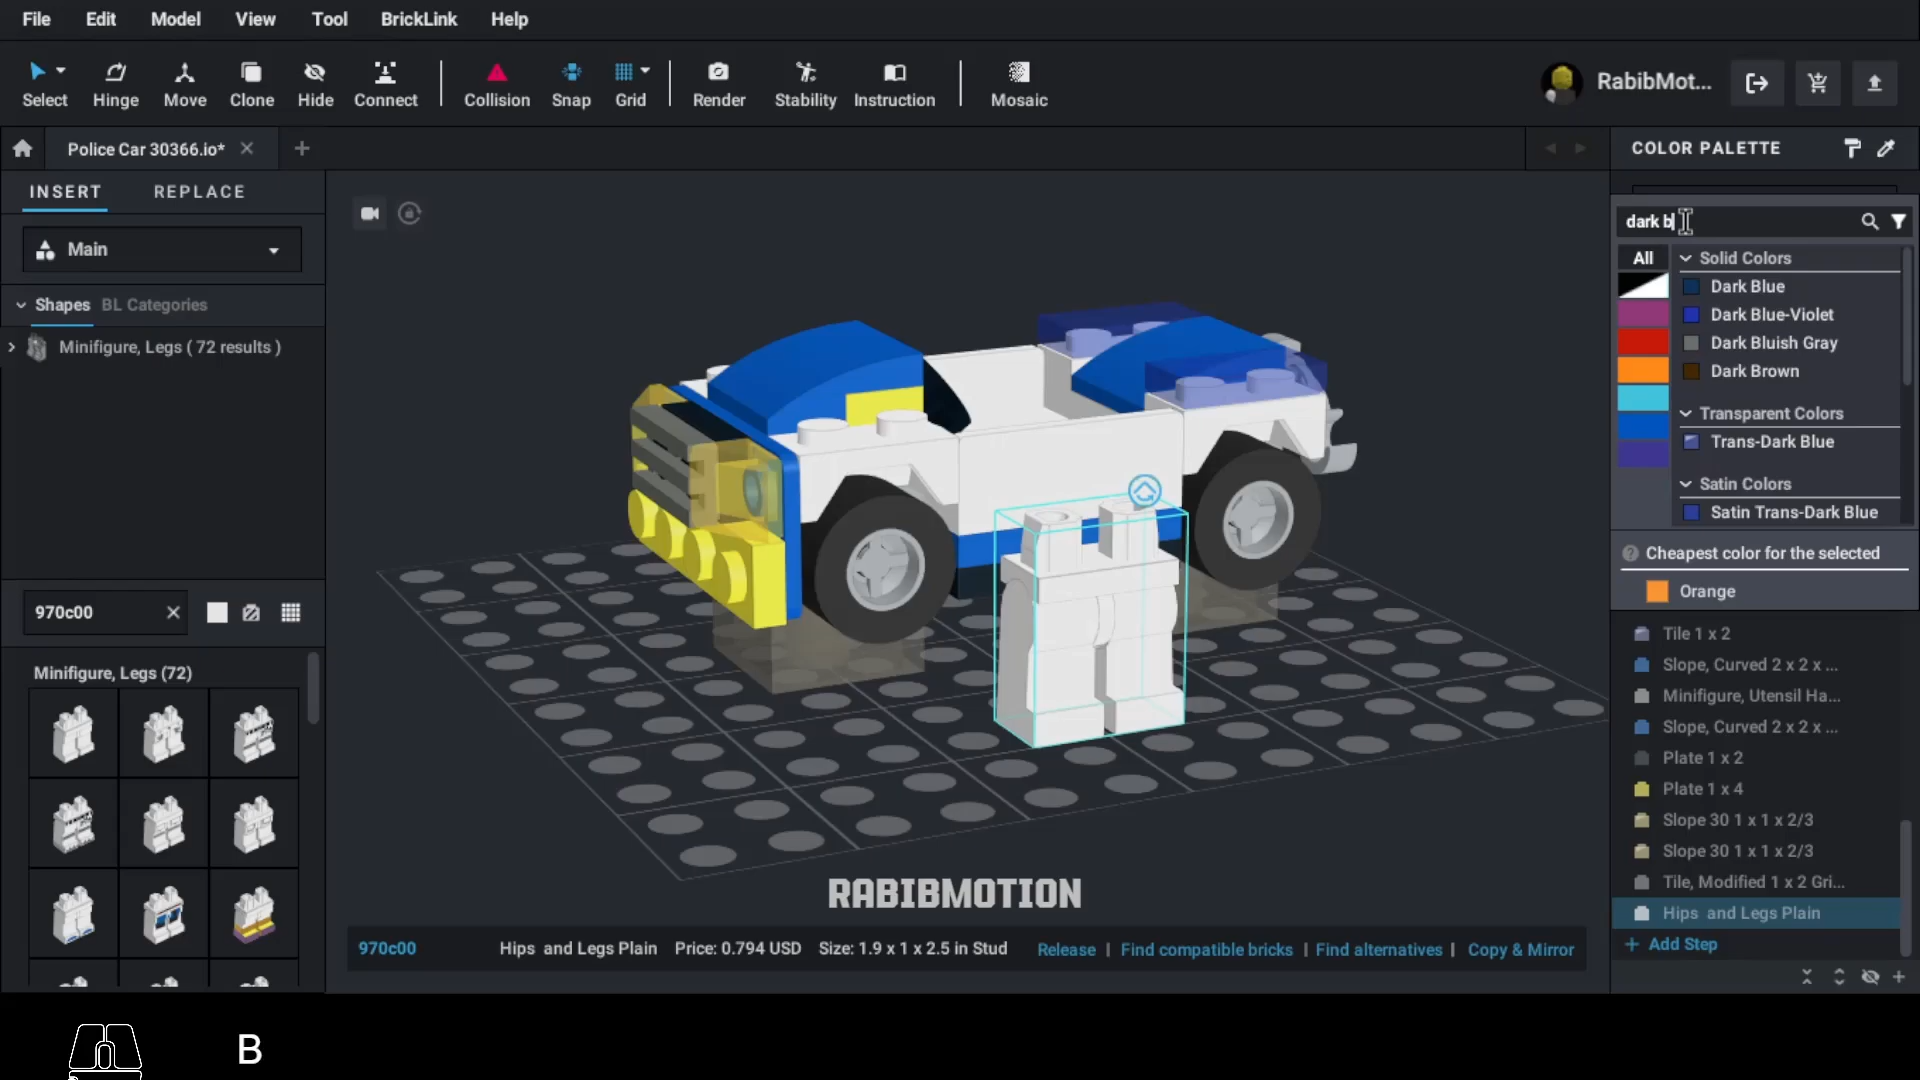 File Edit Model View Tool BrickLink Help
Select Hinge Move Clone Hide Connect Collision Snap Grid Render Stability Instruction Mosaic
RabibMot...
Police Car 30366.io*
COLOR PALETTE
INSERT REPLACE
Main
Shapes BL Categories
Minifigure, Legs ( 72 results )
970c00
Minifigure, Legs (72)
dark b
All
Solid Colors
Dark Blue
Dark Blue-Violet
Dark Bluish Gray
Dark Brown
Transparent Colors
Trans-Dark Blue
Satin Colors
Satin Trans-Dark Blue
Cheapest color for the selected
Orange
Tile 1 x 2
Slope, Curved 2 x 2 x ...
Minifigure, Utensil Ha...
Slope, Curved 2 x 2 x ...
Plate 1 x 2
Plate 1 x 4
Slope 30 1 x 1 x 2/3
Slope 30 1 x 1 x 2/3
Tile, Modified 1 x 2 Gri...
Hips and Legs Plain
+ Add Step
RABIBMOTION
970c00 Hips and Legs Plain Price: 0.794 USD Size: 1.9 x 1 x 2.5 in Stud Release | Find compatible bricks | Find alternatives | Copy & Mirror
B